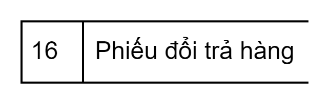 16 Phiếu đổi trả hàng